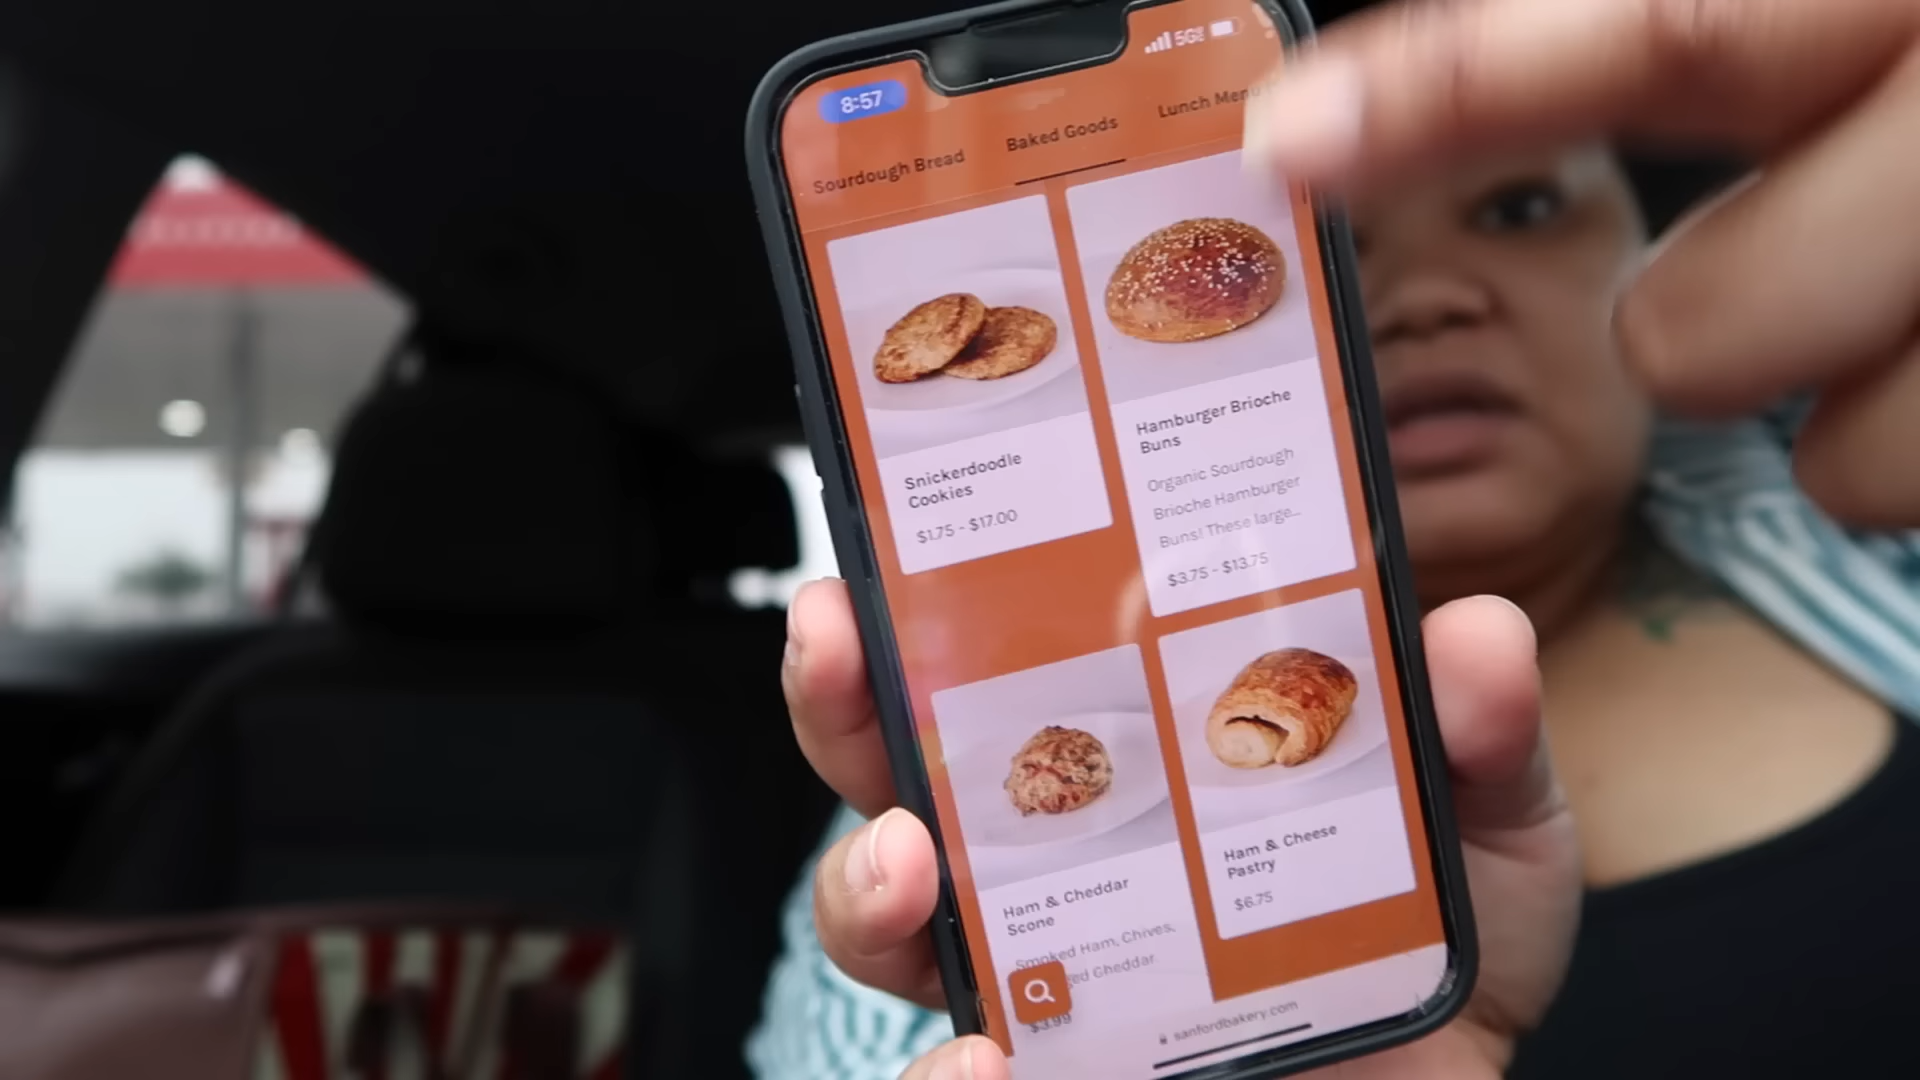 8:57
5G
Sourdough Bread
Baked Goods
Lunch Menu
Snickerdoodle
Cookies
$1.75 - $17.00
Hamburger Brioche
Buns
Organic Sourdough
Brioche Hamburger
Buns! These large...
$3.75 - $13.75
Ham & Cheddar
Scone
Smoked Ham, Chives,
Cheddar
$3.99
Ham & Cheese
Pastry
$6.75
sanfordbakery.com